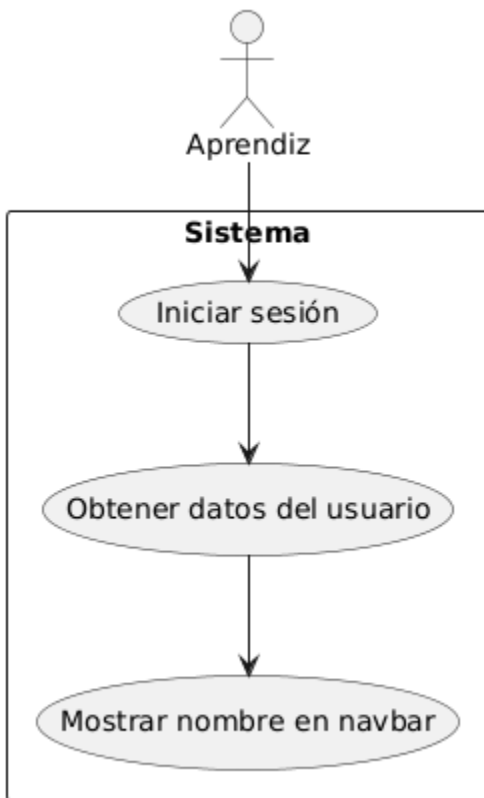 Aprendiz
Sistema
Iniciar sesión
Obtener datos del usuario
Mostrar nombre en navbar